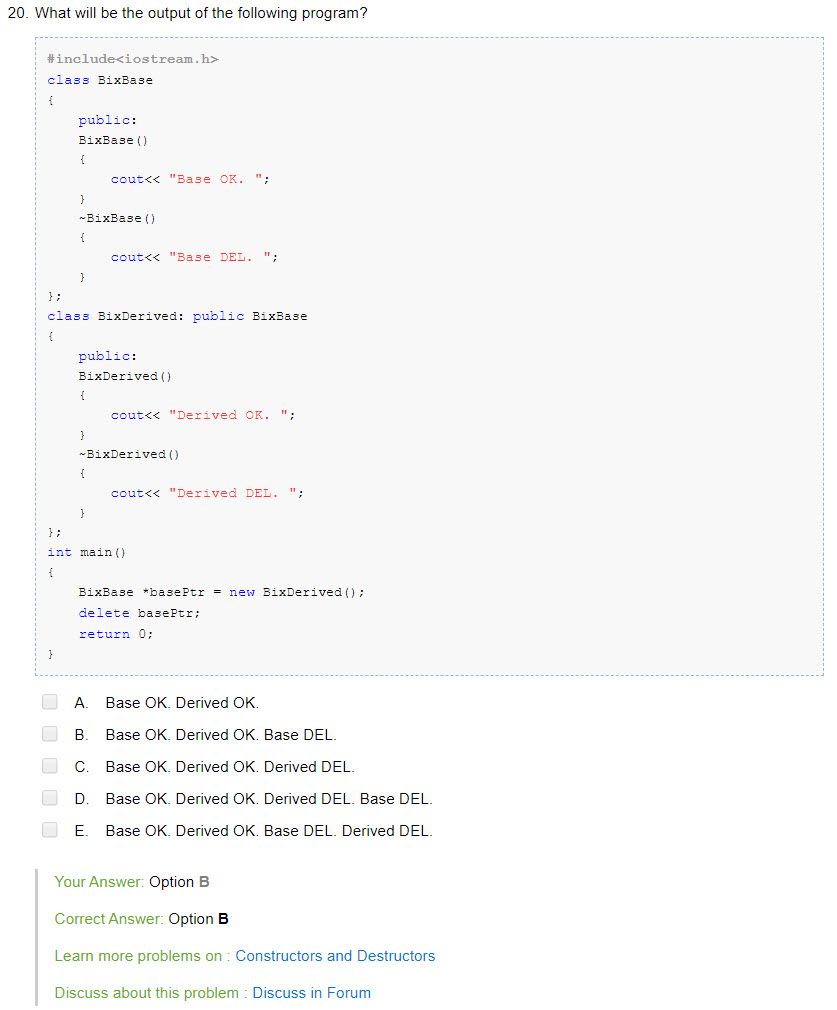 20. What will be the output of the following program?
#include<iostream.h>
class BixBase
{
public:
BixBase()
{
cout<< "Base OK. ";
}
~BixBase()
{
cout<< "Base DEL. ";
}
};
class BixDerived: public BixBase
{
public:
BixDerived()
{
cout<< "Derived OK. ";
}
~BixDerived()
{
cout<< "Derived DEL. ";
}
};
int main()
{
BixBase *basePtr = new BixDerived();
delete basePtr;
return 0;
}
A. Base OK. Derived OK.
B. Base OK. Derived OK. Base DEL.
C. Base OK. Derived OK. Derived DEL.
D. Base OK. Derived OK. Derived DEL. Base DEL.
E. Base OK. Derived OK. Base DEL. Derived DEL.
Your Answer: Option B
Correct Answer: Option B
Learn more problems on : Constructors and Destructors
Discuss about this problem : Discuss in Forum